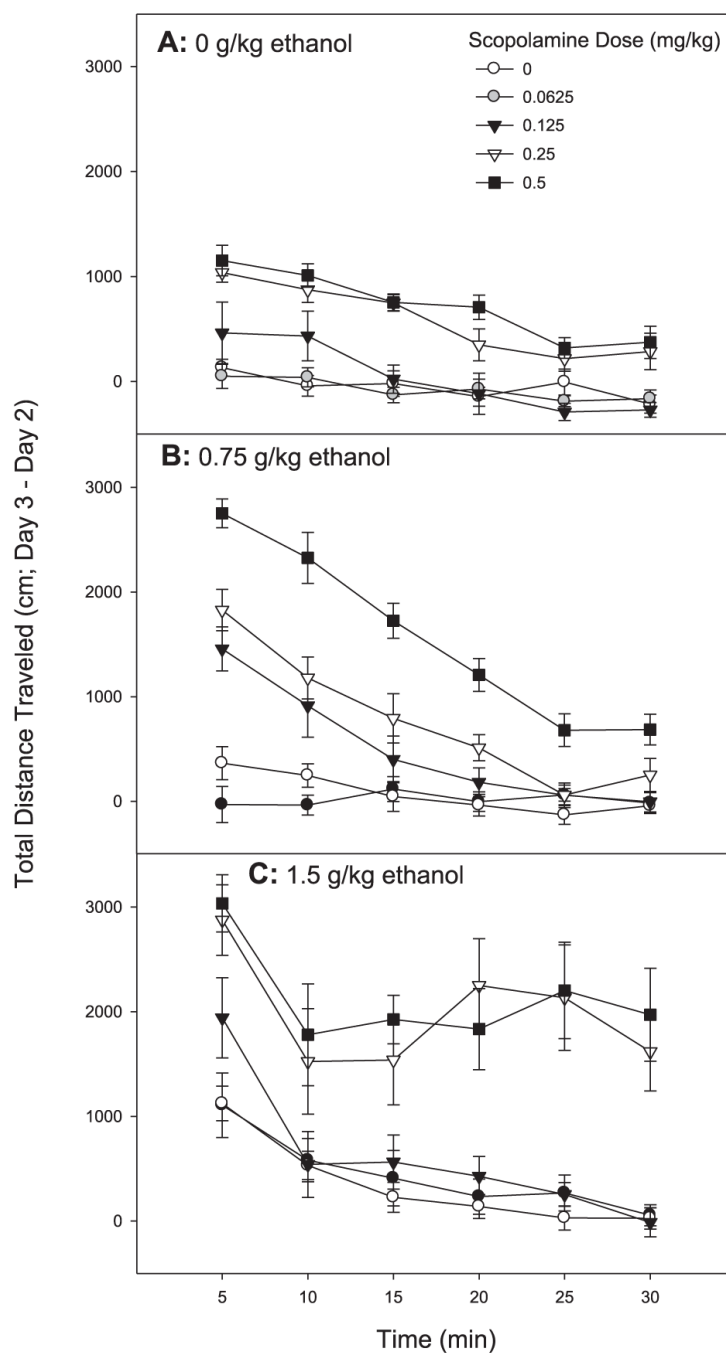 A: 0 g/kg ethanol
Scopolamine Dose (mg/kg)
0
0.0625
0.125
0.25
0.5
3000
2000
1000
0
B: 0.75 g/kg ethanol
3000
2000
1000
0
C: 1.5 g/kg ethanol
3000
2000
1000
0
5 10 15 20 25 30
Time (min)
Total Distance Traveled (cm; Day 3 - Day 2)